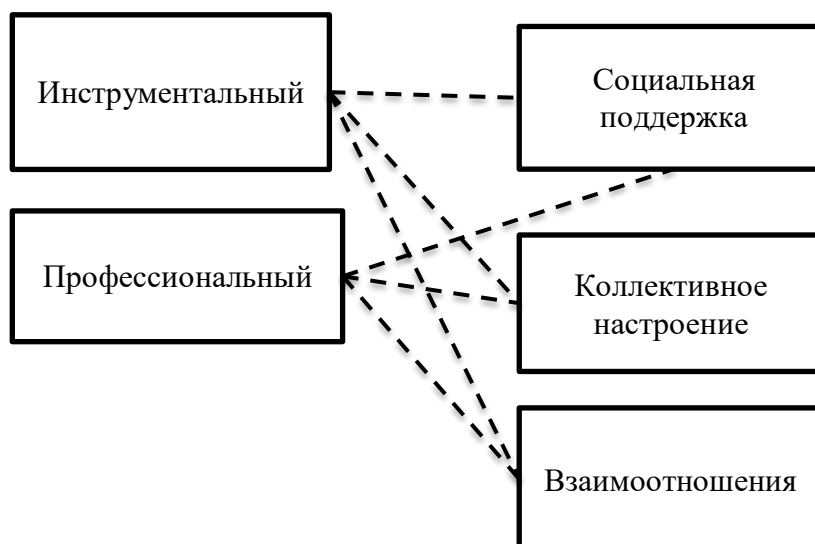 Инструментальный
Социальная
поддержка
Профессиональный
Коллективное
настроение
Взаимоотношения